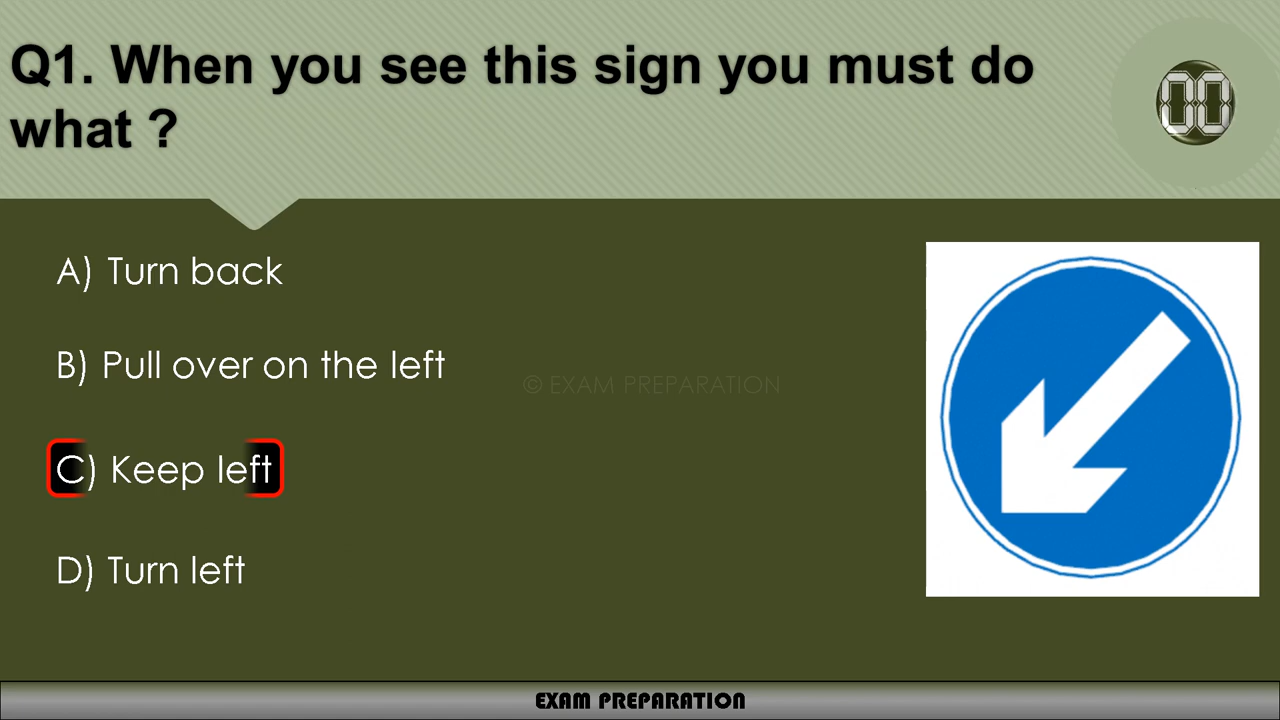 Q1. When you see this sign you must do
what ?
00
A) Turn back
B) Pull over on the left
© EXAM PREPARATION
C) Keep left
D) Turn left
EXAM PREPARATION